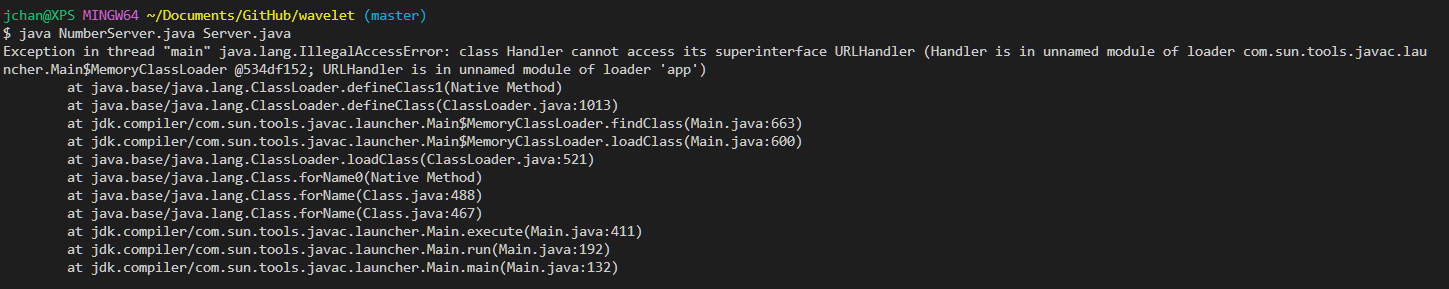 jchan@XPS MINGW64 ~/Documents/GitHub/wavelet (master)
$ java NumberServer.java Server.java
Exception in thread "main" java.lang.IllegalAccessError: class Handler cannot access its superinterface URLHandler (Handler is in unnamed module of loader com.sun.tools.javac.lau
ncher.Main$MemoryClassLoader @534df152; URLHandler is in unnamed module of loader 'app')
        at java.base/java.lang.ClassLoader.defineClass1(Native Method)
        at java.base/java.lang.ClassLoader.defineClass(ClassLoader.java:1013)
        at jdk.compiler/com.sun.tools.javac.launcher.Main$MemoryClassLoader.findClass(Main.java:663)
        at jdk.compiler/com.sun.tools.javac.launcher.Main$MemoryClassLoader.loadClass(Main.java:600)
        at java.base/java.lang.ClassLoader.loadClass(ClassLoader.java:521)
        at java.base/java.lang.Class.forName0(Native Method)
        at java.base/java.lang.Class.forName(Class.java:488)
        at java.base/java.lang.Class.forName(Class.java:467)
        at jdk.compiler/com.sun.tools.javac.launcher.Main.execute(Main.java:411)
        at jdk.compiler/com.sun.tools.javac.launcher.Main.run(Main.java:192)
        at jdk.compiler/com.sun.tools.javac.launcher.Main.main(Main.java:132)